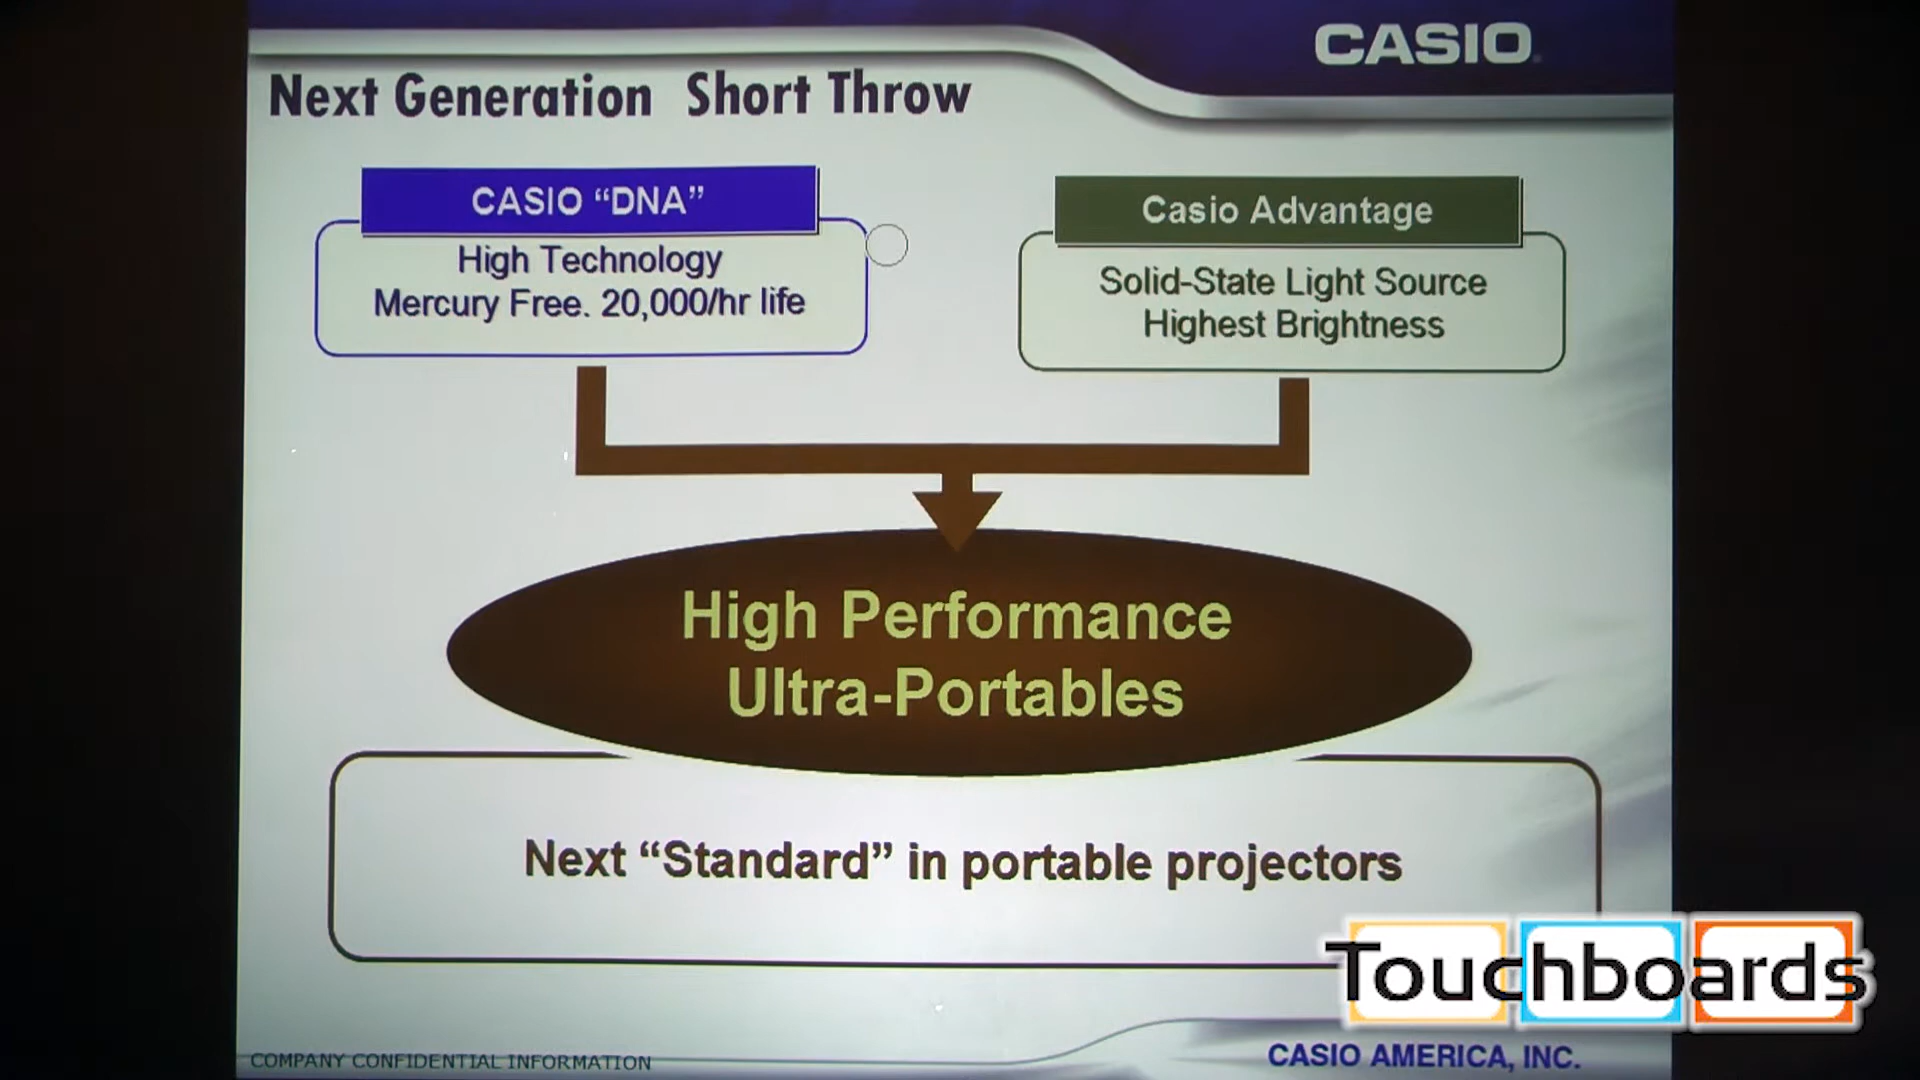 CASIO
Next Generation Short Throw
CASIO “DNA”
High Technology
Mercury Free. 20,000/hr life
Casio Advantage
Solid-State Light Source
Highest Brightness
High Performance
Ultra-Portables
Next “Standard” in portable projectors
Touchboards
COMPANY CONFIDENTIAL INFORMATION
CASIO AMERICA, INC.